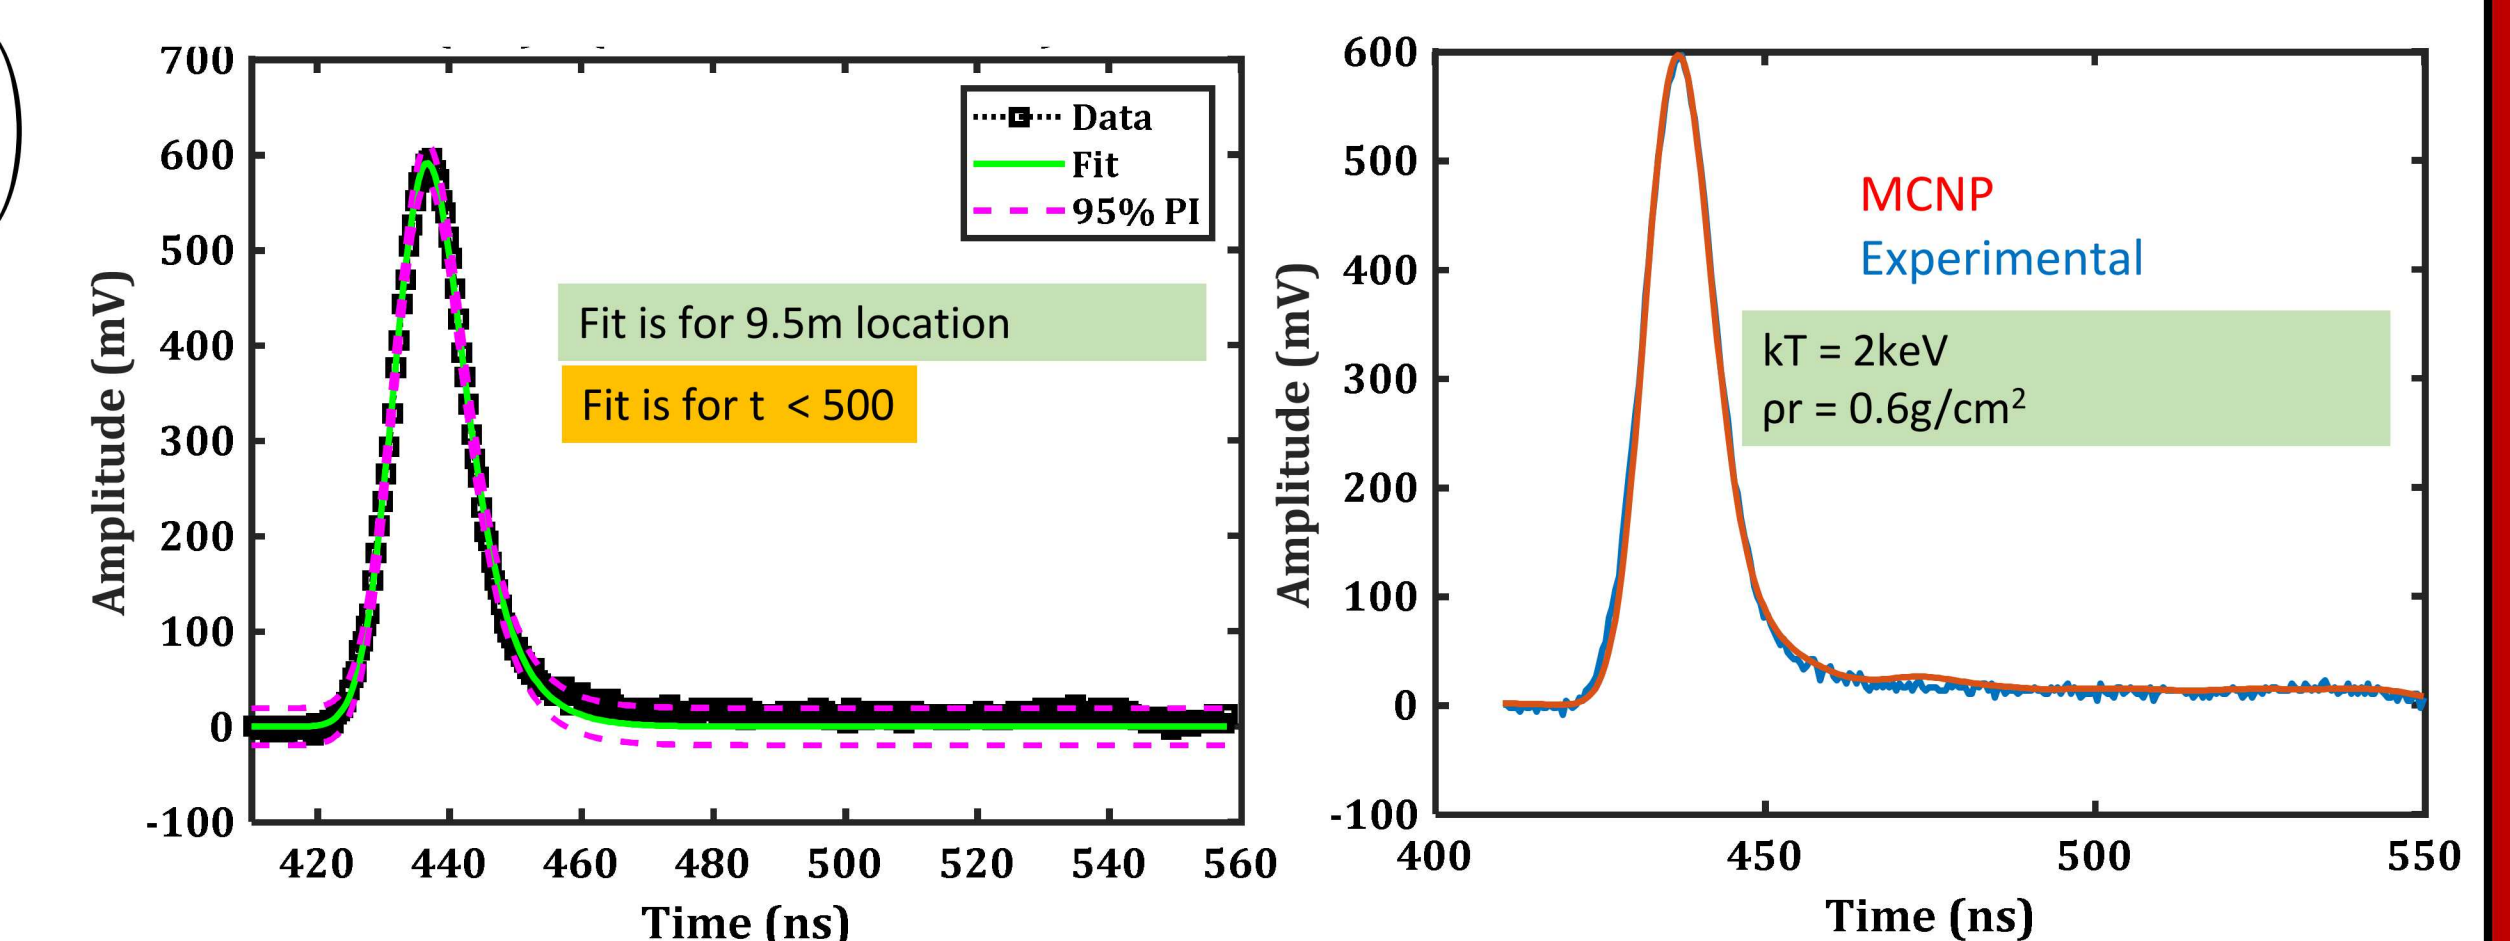 700
600
500
400
300
200
100
0
-100
Amplitude (mV)
420 440 460 480 500 520 540 560
Time (ns)
Data
Fit
95% PI
Fit is for 9.5m location
Fit is for t < 500
600
500
400
300
200
100
0
-100
Amplitude (mV)
400 450 500 550
Time (ns)
MCNP
Experimental
kT = 2keV
ρr = 0.6g/cm²